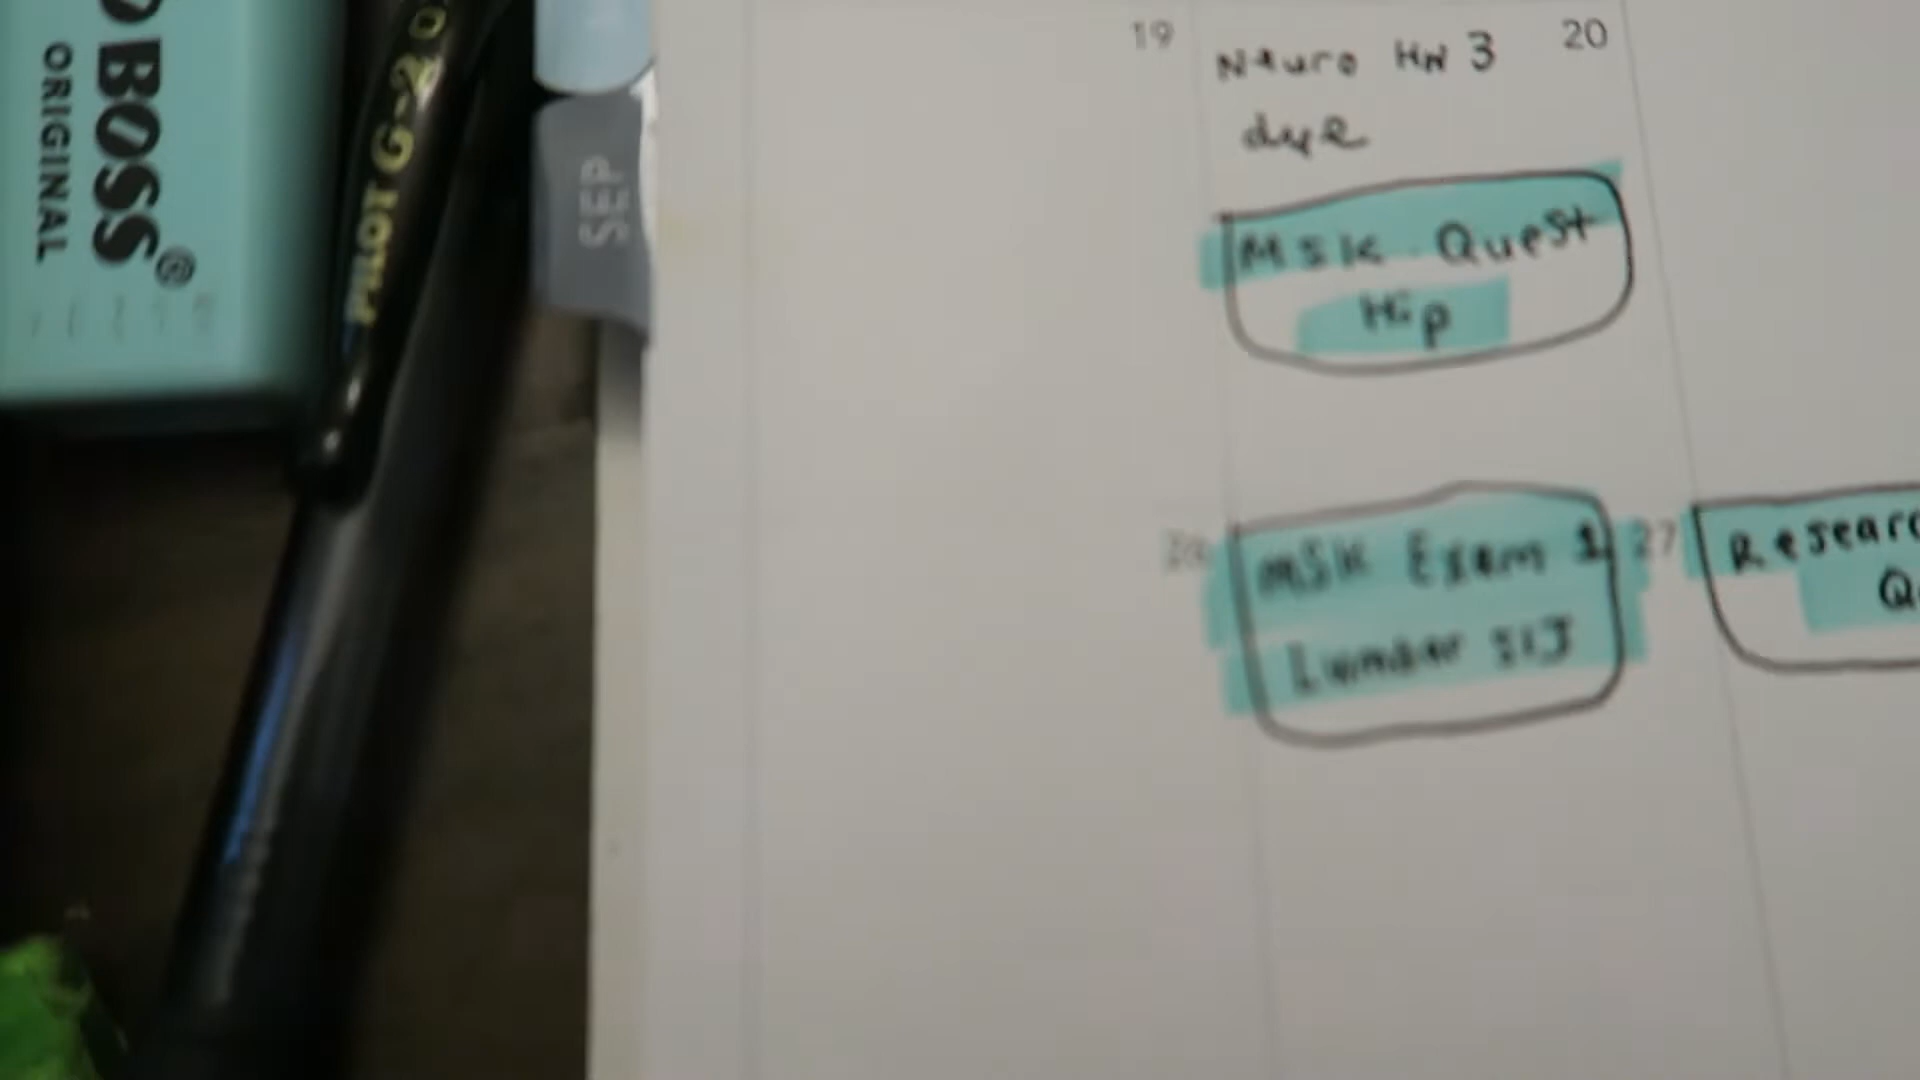 BOSS®
ORIGINAL
PILOT G-2
SEP
19
20
Neuro HW 3
due
MSK Quest
Hip
26
27
MSK Exam 1
Lumbar SIJ